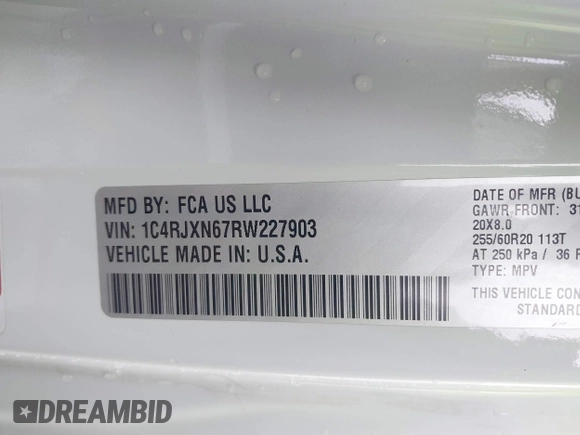 MFD BY: FCA US LLC
VIN: 1C4RJXN67RW227903
VEHICLE MADE IN: U.S.A.
DATE OF MFR
GAWR-FRONT:
20X8.0
255/60R20 113T
AT 250 kPa / 36
TYPE: MPV
THIS VEHICLE
STANDARD
DREAMBID